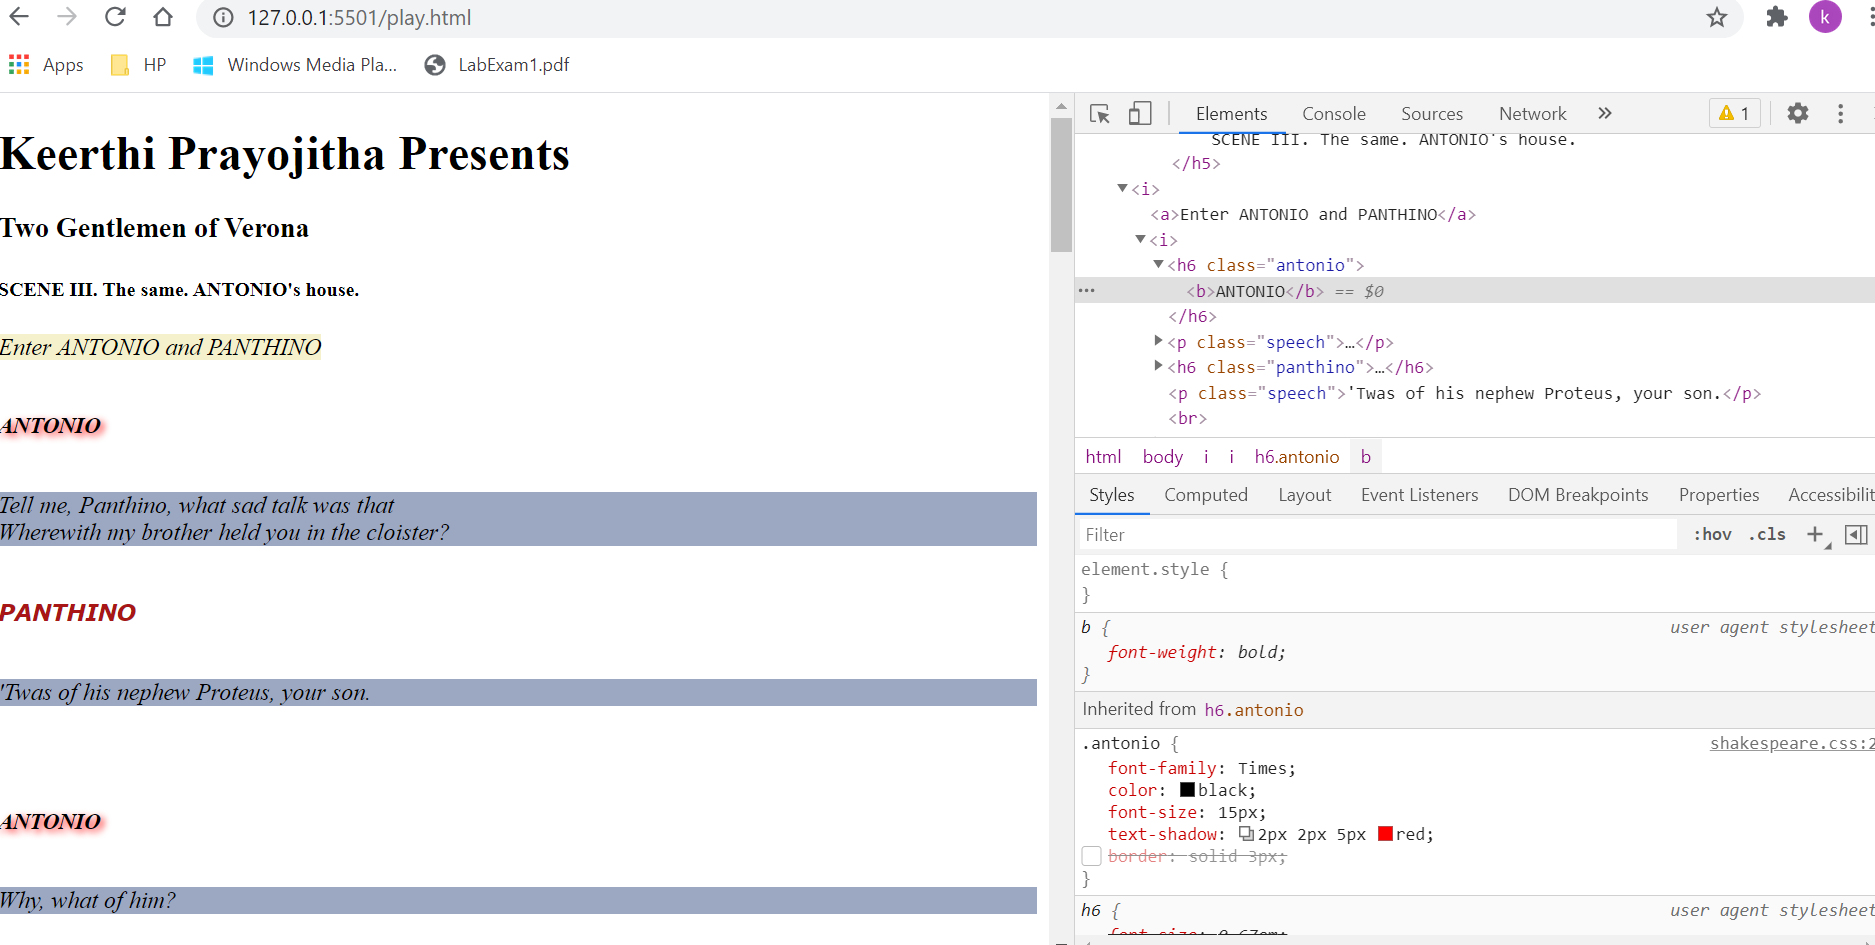 127.0.0.1:5501/play.html
k
Apps HP Windows Media Pla... LabExam1.pdf
Keerthi Prayojitha Presents
Two Gentlemen of Verona
SCENE III. The same. ANTONIO's house.
Enter ANTONIO and PANTHINO
ANTONIO
Tell me, Panthino, what sad talk was that
Wherewith my brother held you in the cloister?
PANTHINO
'Twas of his nephew Proteus, your son.
ANTONIO
Why, what of him?
Elements Console Sources Network » 1
SCENE III. The same. ANTONIO's house.
</h5>
<i>
<a>Enter ANTONIO and PANTHINO</a>
<i>
<h6 class="antonio">
<b>ANTONIO</b> == $0
</h6>
<p class="speech">…</p>
<h6 class="panthino">…</h6>
<p class="speech">'Twas of his nephew Proteus, your son.</p>
<br>
html body i i h6.antonio b
Styles Computed Layout Event Listeners DOM Breakpoints Properties Accessibilit
Filter :hov .cls +
element.style {
}
b { user agent stylesheet
font-weight: bold;
}
Inherited from h6.antonio
.antonio { shakespeare.css:2
font-family: Times;
color: black;
font-size: 15px;
text-shadow: 2px 2px 5px red;
border: solid 3px;
}
h6 { user agent stylesheet
font-size: 0.67em;